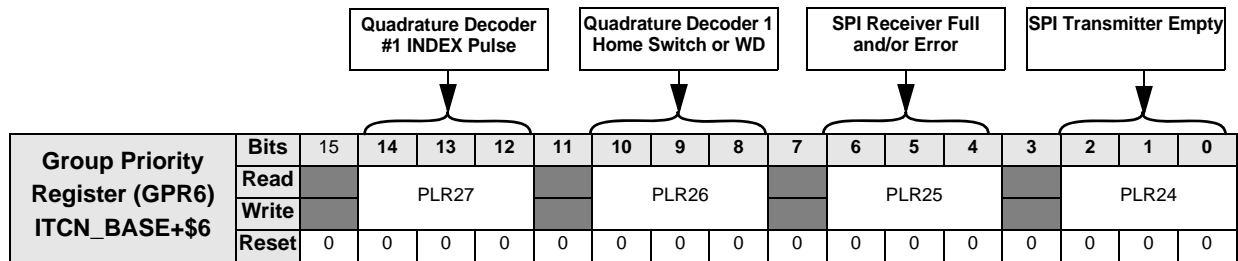 Quadrature Decoder
#1 INDEX Pulse
Quadrature Decoder 1
Home Switch or WD
SPI Receiver Full
and/or Error
SPI Transmitter Empty
Group Priority
Register (GPR6)
ITCN_BASE+$6
Bits 15 14 13 12 11 10 9 8 7 6 5 4 3 2 1 0
Read
Write
PLR27 PLR26 PLR25 PLR24
Reset 0 0 0 0 0 0 0 0 0 0 0 0 0 0 0 0